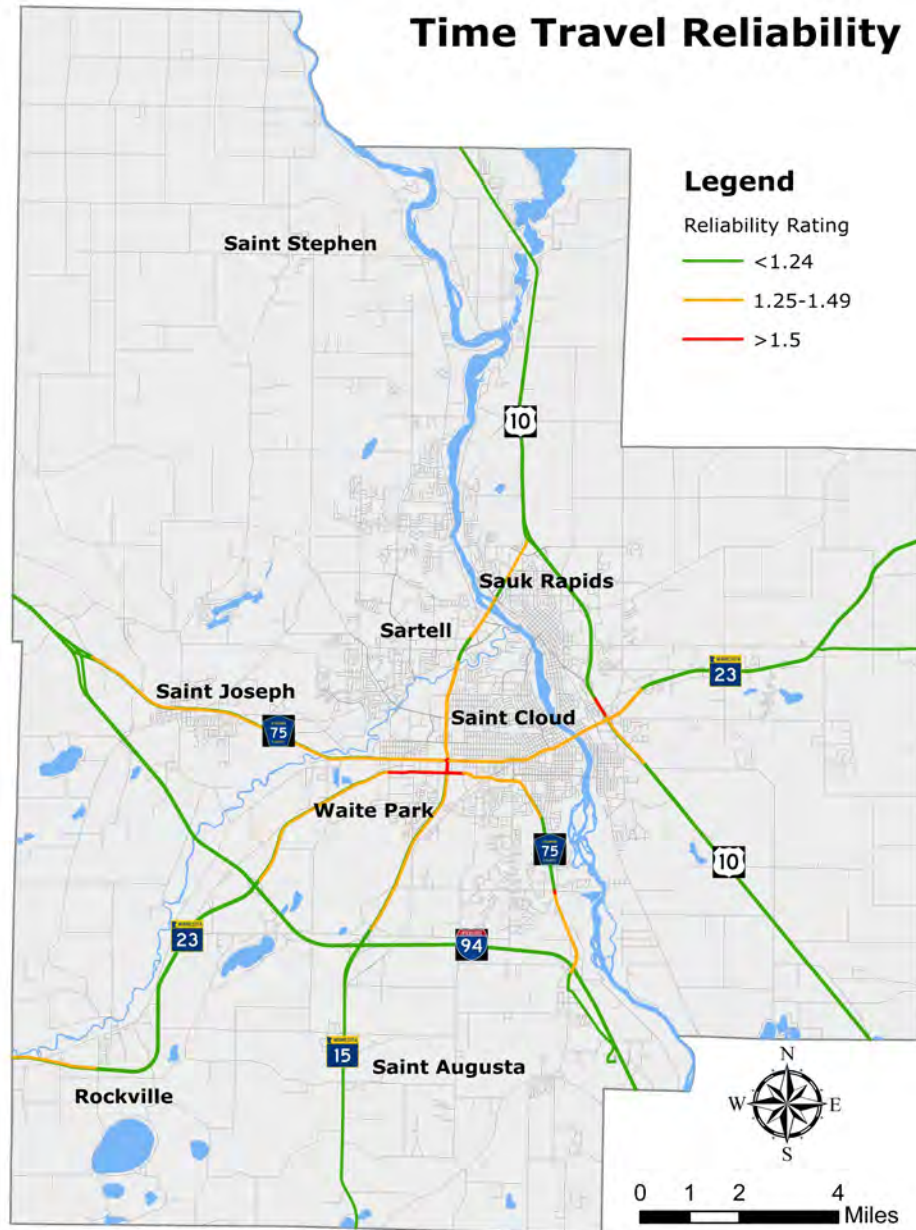 Time Travel Reliability
Legend
Reliability Rating
<1.24
1.25-1.49
>1.5
Saint Stephen
10
Sauk Rapids
Sartell
23
Saint Joseph
75
Saint Cloud
Waite Park
75
10
23
94
15
Saint Augusta
Rockville
N
W
E
S
0 1 2 4
Miles